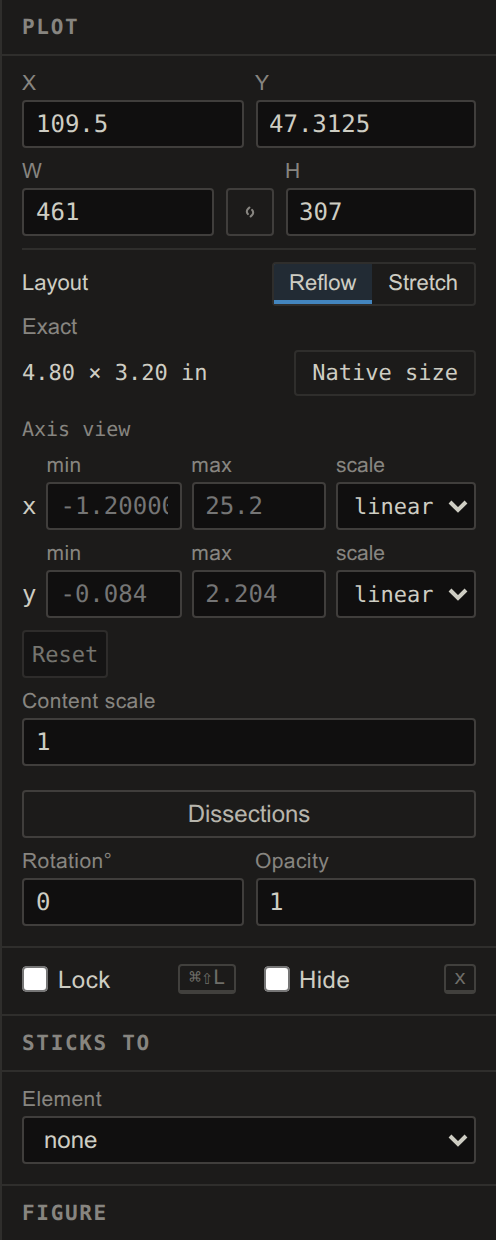 PLOT
X Y
109.5 47.3125
W H
461 307
Layout Reflow Stretch
Exact
4.80 × 3.20 in Native size
Axis view
min max scale
x -1.20000 25.2 linear
min max scale
y -0.084 2.204 linear
Reset
Content scale
1
Dissections
Rotation° Opacity
0 1
Lock ⌘⇧L Hide x
STICKS TO
Element
none
FIGURE